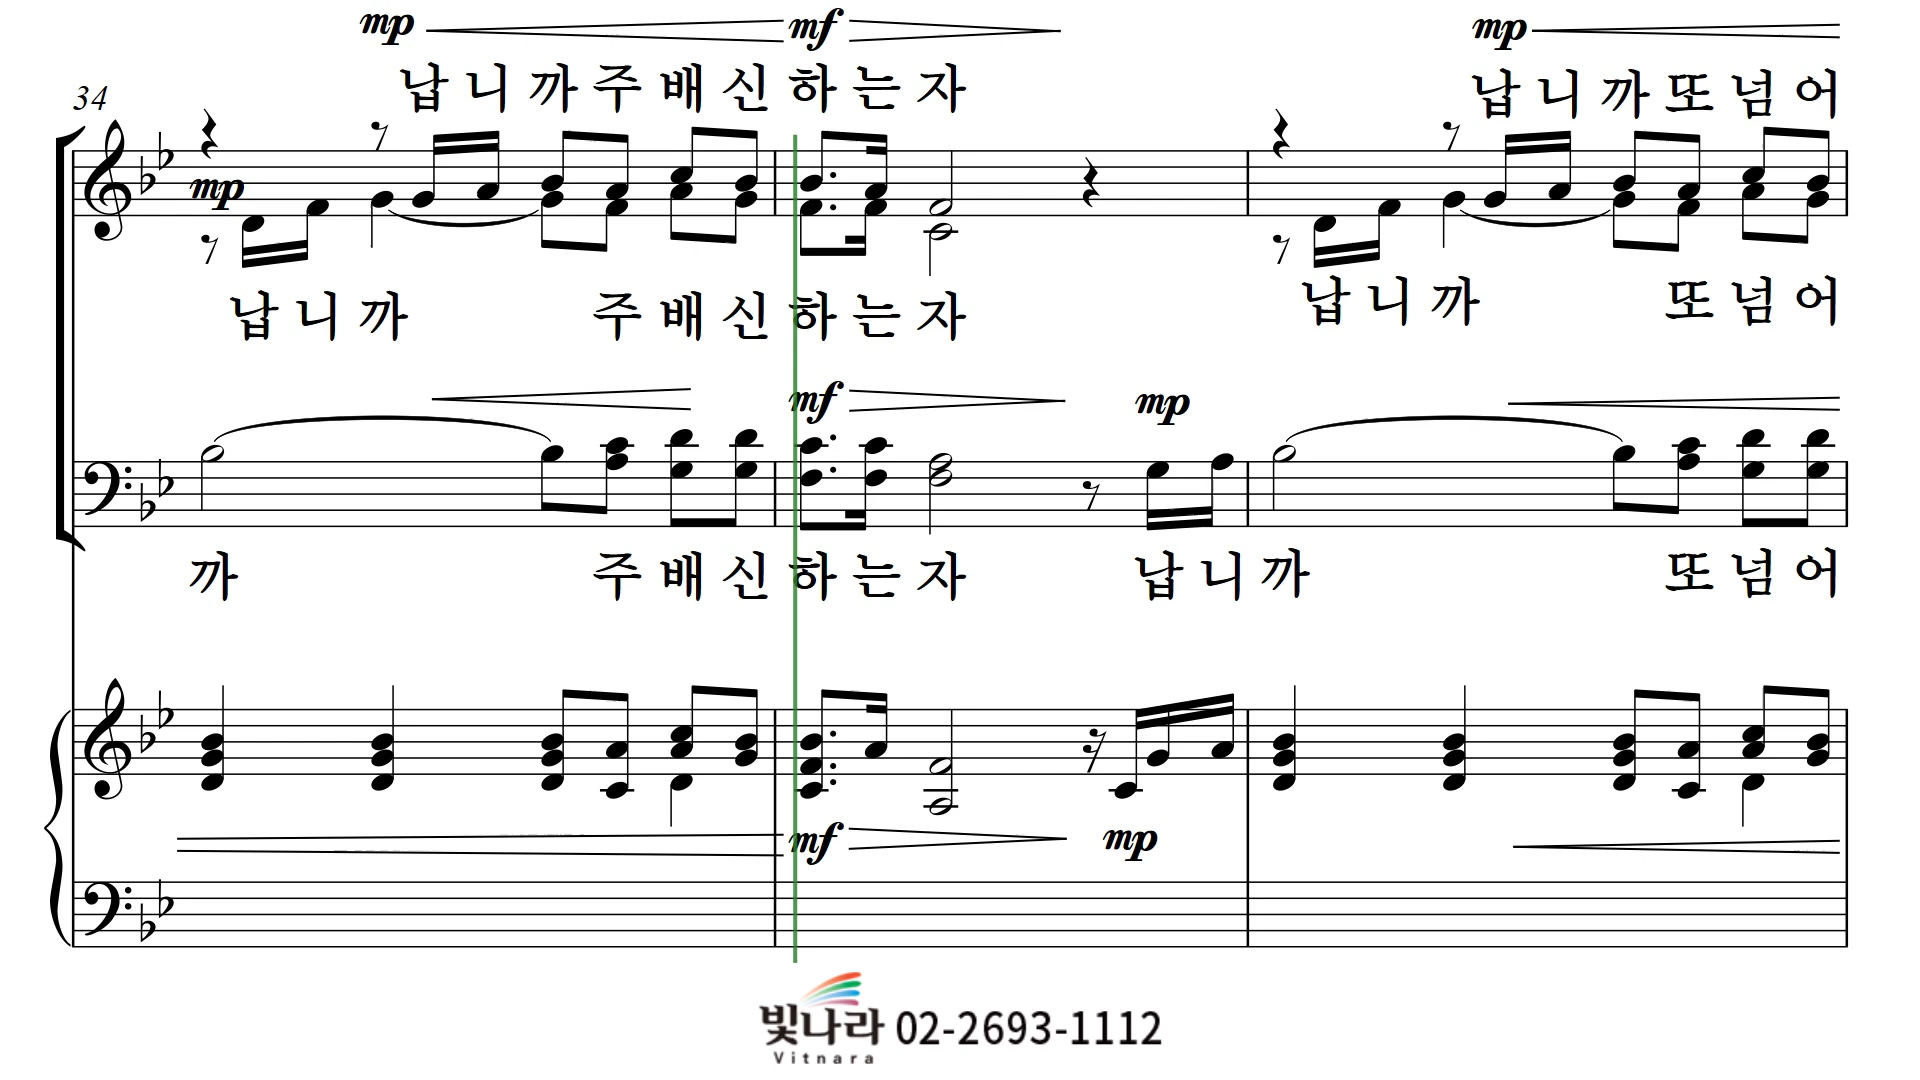 mp mf mp
납 니 까 주 배 신 하 는 자 납 니 까 또 넘 어
34
mp
납 니 까 주 배 신 하 는 자 납 니 까 또 넘 어
mf mp
까 주 배 신 하 는 자 납 니 까 또 넘 어
mf mp
빛나라 02-2693-1112
Vitnara